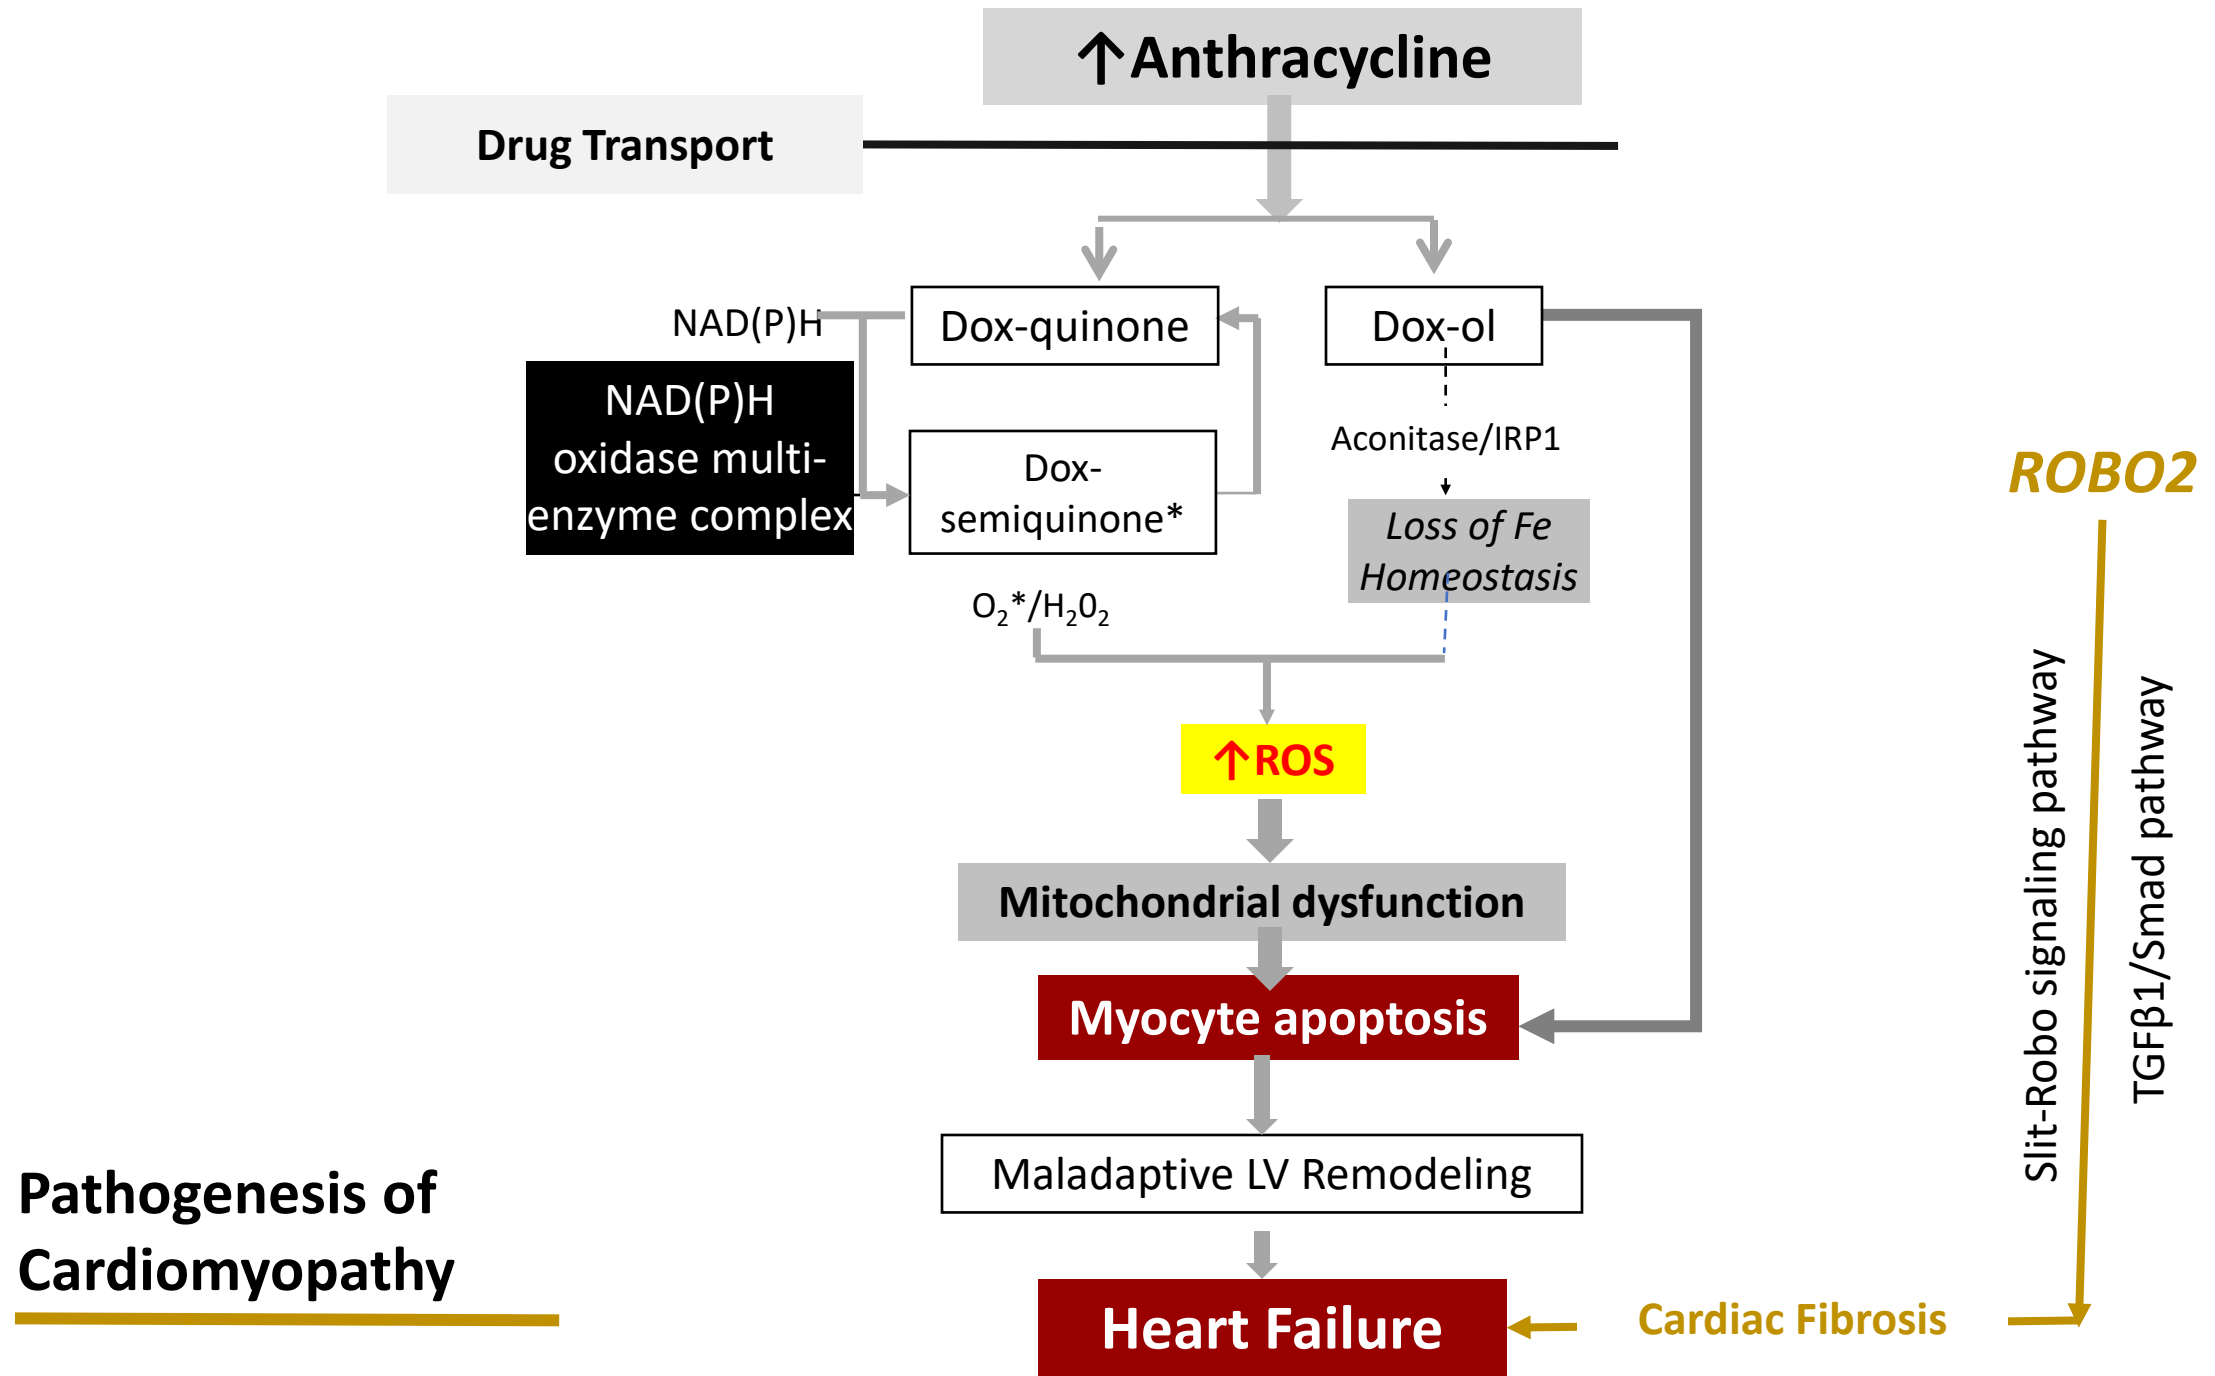 ↑Anthracycline
Drug Transport
NAD(P)H
Dox-quinone
Dox-ol
NAD(P)H
oxidase multi-
enzyme complex
Dox-
semiquinone*
Aconitase/IRP1
ROBO2
Loss of Fe
Homeostasis
O₂*/H₂0₂
↑ROS
Slit-Robo signaling pathway
TGFβ1/Smad pathway
Mitochondrial dysfunction
Myocyte apoptosis
Maladaptive LV Remodeling
Pathogenesis of
Cardiomyopathy
Heart Failure
Cardiac Fibrosis